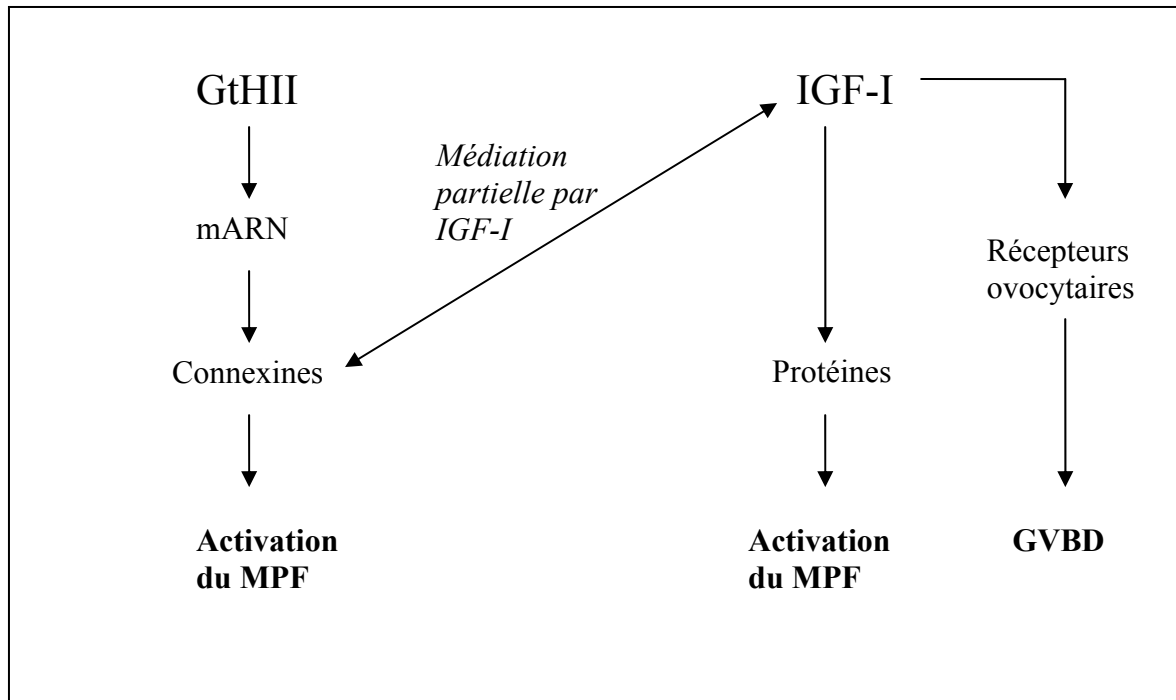 GtHII
IGF-I
Médiation
partielle par
IGF-I
mARN
Récepteurs
ovocytaires
Connexines
Protéines
Activation
du MPF
Activation
du MPF
GVBD